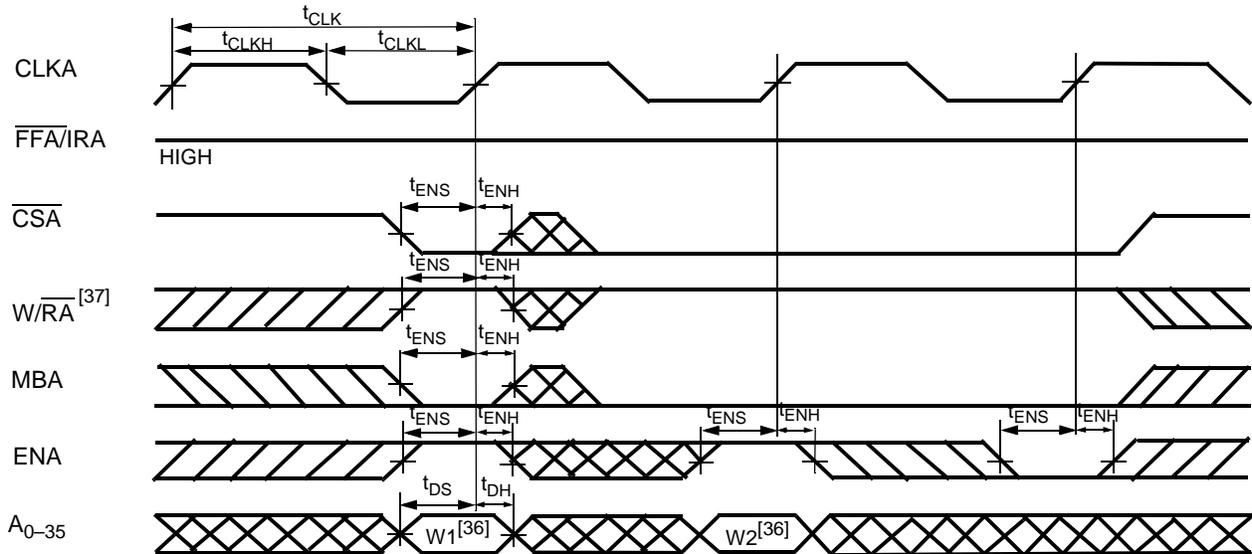 tCLK
tCLKH tCLKL
CLKA
FFA/IRA
HIGH
tENS tENH
CSA
tENS tENH
W/RA [37]
tENS tENH
MBA
tENS tENH tENS tENH tENS tENH
ENA
tDS tDH
A0–35 W1[36] W2[36]